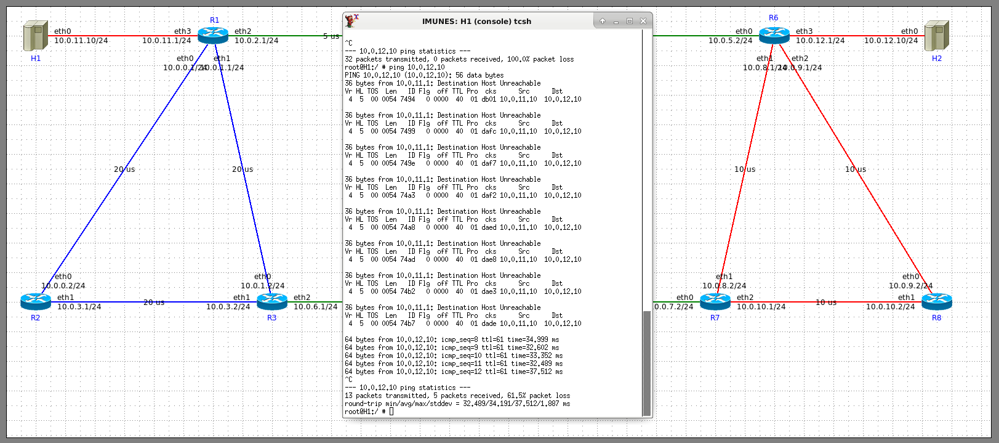 R1
R6
IMUNES: H1 (console) tcsh
eth0
10.0.11.10/24
H1
eth3
10.0.11.1/24
eth2
10.0.2.1/24
5 us
eth0
10.0.0.1/24
eth1
10.0.1.1/24
eth0
10.0.5.2/24
eth3
10.0.12.1/24
eth0
10.0.12.10/24
H2
eth1
10.0.8.1/24
eth2
10.0.9.1/24
^C
--- 10.0.12.10 ping statistics ---
32 packets transmitted, 0 packets received, 100.0% packet loss
root@H1:/ # ping 10.0.12.10
PING 10.0.12.10 (10.0.12.10): 56 data bytes
36 bytes from 10.0.11.1: Destination Host Unreachable
Vr HL TOS Len ID Flg off TTL Pro cks Src Dst
4 5 00 0054 7494 0 0000 40 01 db01 10.0.11.10 10.0.12.10
36 bytes from 10.0.11.1: Destination Host Unreachable
Vr HL TOS Len ID Flg off TTL Pro cks Src Dst
4 5 00 0054 7499 0 0000 40 01 dafc 10.0.11.10 10.0.12.10
36 bytes from 10.0.11.1: Destination Host Unreachable
Vr HL TOS Len ID Flg off TTL Pro cks Src Dst
4 5 00 0054 749e 0 0000 40 01 daf7 10.0.11.10 10.0.12.10
36 bytes from 10.0.11.1: Destination Host Unreachable
Vr HL TOS Len ID Flg off TTL Pro cks Src Dst
4 5 00 0054 74a3 0 0000 40 01 daf2 10.0.11.10 10.0.12.10
36 bytes from 10.0.11.1: Destination Host Unreachable
Vr HL TOS Len ID Flg off TTL Pro cks Src Dst
4 5 00 0054 74a8 0 0000 40 01 daed 10.0.11.10 10.0.12.10
36 bytes from 10.0.11.1: Destination Host Unreachable
Vr HL TOS Len ID Flg off TTL Pro cks Src Dst
4 5 00 0054 74ad 0 0000 40 01 dae8 10.0.11.10 10.0.12.10
36 bytes from 10.0.11.1: Destination Host Unreachable
Vr HL TOS Len ID Flg off TTL Pro cks Src Dst
4 5 00 0054 74b2 0 0000 40 01 dae3 10.0.11.10 10.0.12.10
36 bytes from 10.0.11.1: Destination Host Unreachable
Vr HL TOS Len ID Flg off TTL Pro cks Src Dst
4 5 00 0054 74b7 0 0000 40 01 dade 10.0.11.10 10.0.12.10
64 bytes from 10.0.12.10: icmp_seq=8 ttl=61 time=34.999 ms
64 bytes from 10.0.12.10: icmp_seq=9 ttl=61 time=32.602 ms
64 bytes from 10.0.12.10: icmp_seq=10 ttl=61 time=33.352 ms
64 bytes from 10.0.12.10: icmp_seq=11 ttl=61 time=32.489 ms
64 bytes from 10.0.12.10: icmp_seq=12 ttl=61 time=37.512 ms
^C
--- 10.0.12.10 ping statistics ---
13 packets transmitted, 5 packets received, 61.5% packet loss
round-trip min/avg/max/stddev = 32.489/34.191/37.512/1.887 ms
root@H1:/ #
20 us
20 us
10 us
10 us
eth0
10.0.0.2/24
eth1
10.0.3.1/24
R2
20 us
eth0
10.0.1.2/24
eth1
10.0.3.2/24
eth2
10.0.6.1/24
R3
eth0
0.0.7.2/24
eth1
10.0.8.2/24
eth2
10.0.10.1/24
R7
10 us
eth0
10.0.9.2/24
eth1
10.0.10.2/24
R8